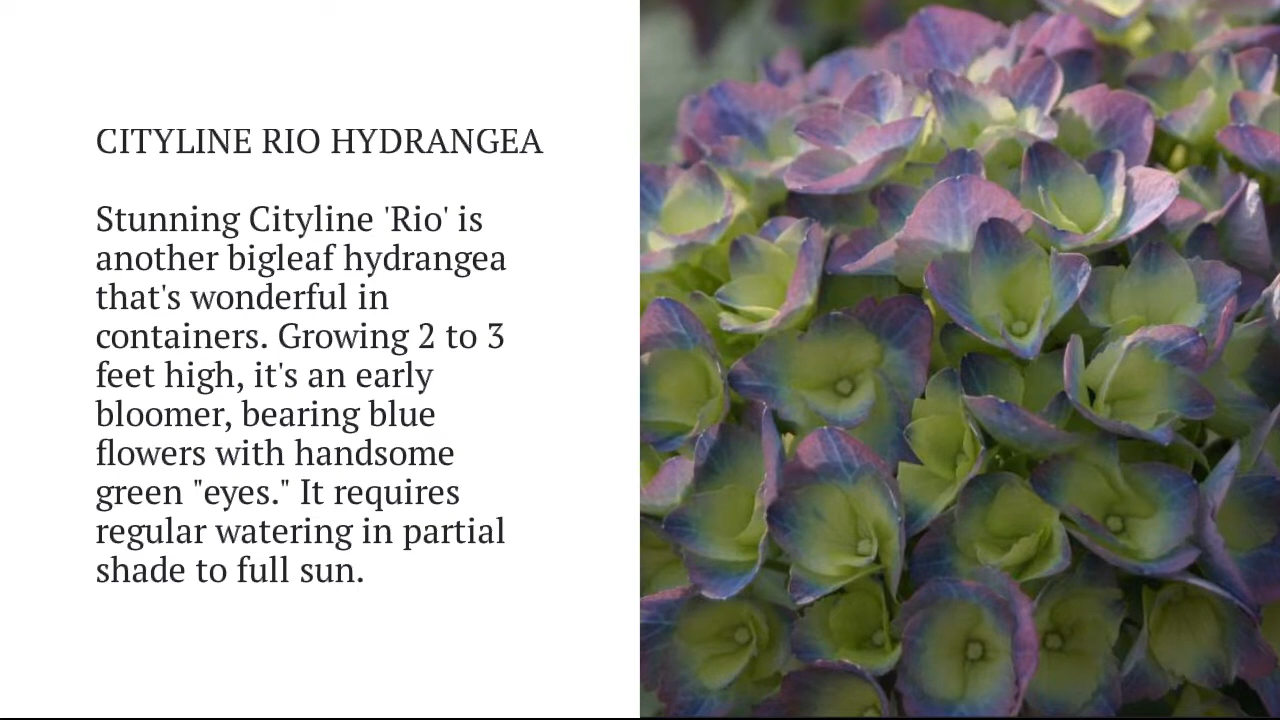 CITYLINE RIO HYDRANGEA
Stunning Cityline 'Rio' is
another bigleaf hydrangea
that's wonderful in
containers. Growing 2 to 3
feet high, it's an early
bloomer, bearing blue
flowers with handsome
green "eyes." It requires
regular watering in partial
shade to full sun.